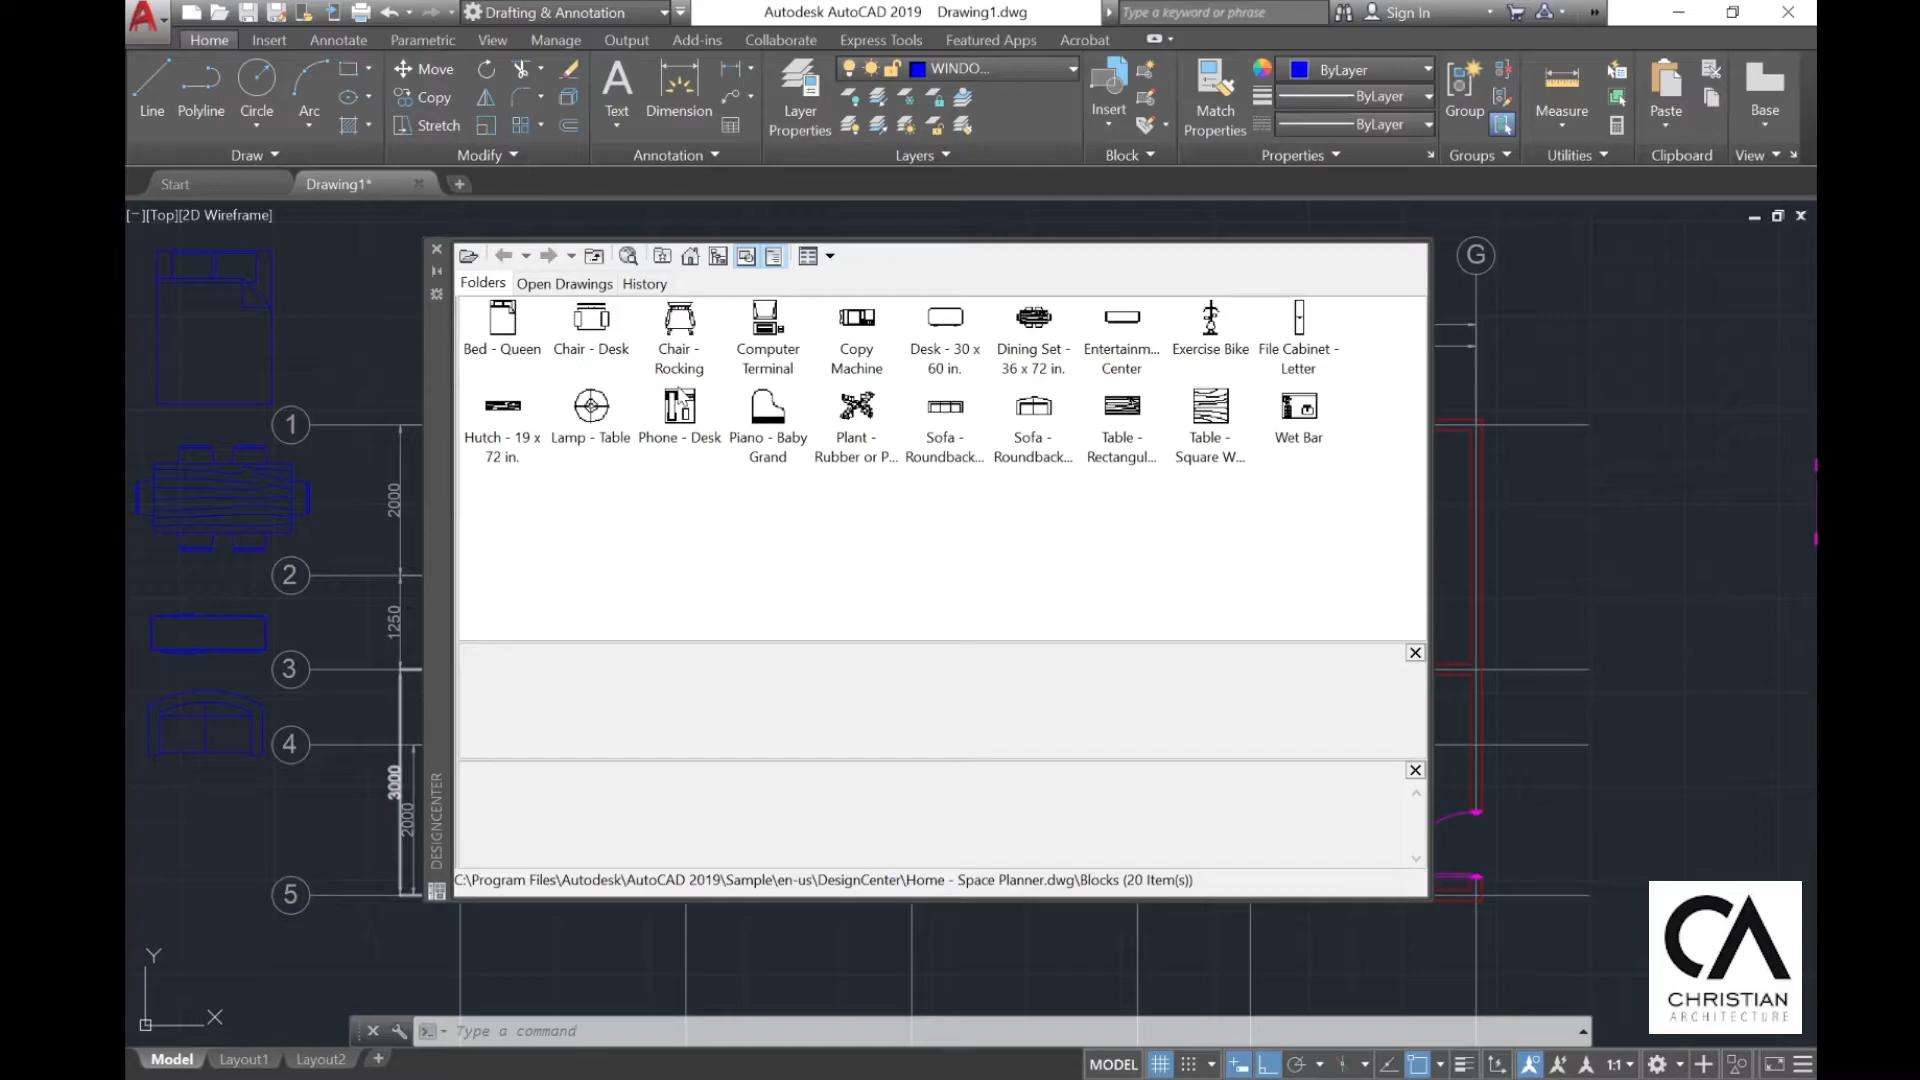 Drafting & Annotation
Autodesk AutoCAD 2019 Drawing1.dwg
Type a keyword or phrase
Sign In
Home Insert Annotate Parametric View Manage Output Add-ins Collaborate Express Tools Featured Apps Acrobat
Line Polyline Circle Arc
Move
Copy
Stretch
Text Dimension
Layer
Properties
WINDO...
Insert
Match
Properties
ByLayer
ByLayer
ByLayer
Group
Measure
Paste
Base
Draw Modify Annotation Layers Block Properties Groups Utilities Clipboard View
Start Drawing1*
[−][Top][2D Wireframe]
Folders Open Drawings History
Bed - Queen
Chair - Desk
Chair -
Rocking
Computer
Terminal
Copy
Machine
Desk - 30 x
60 in.
Dining Set -
36 x 72 in.
Entertainm...
Center
Exercise Bike
File Cabinet -
Letter
Hutch - 19 x
72 in.
Lamp - Table
Phone - Desk
Piano - Baby
Grand
Plant -
Rubber or P...
Sofa -
Roundback...
Sofa -
Roundback...
Table -
Rectangul...
Table -
Square W...
Wet Bar
DESIGNCENTER
C:\Program Files\Autodesk\AutoCAD 2019\Sample\en-us\DesignCenter\Home - Space Planner.dwg\Blocks (20 Item(s))
G
1
2000
2
1250
3
4
3000
2000
5
Y
X
Type a command
Model Layout1 Layout2
MODEL
1:1
CA
CHRISTIAN
ARCHITECTURE